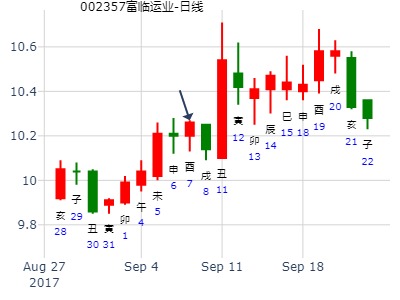 002357富临运业-日线
10.6
10.4
10.2
10
9.8
亥
28
子
29
丑
30
寅
31
卯
1
午
4
未
5
申
6
酉
7
戌
8
丑
11
寅
12
卯
13
辰
14
巳
15
申
18
酉
19
戌
20
亥
21
子
22
Aug 27
2017
Sep 4
Sep 11
Sep 18